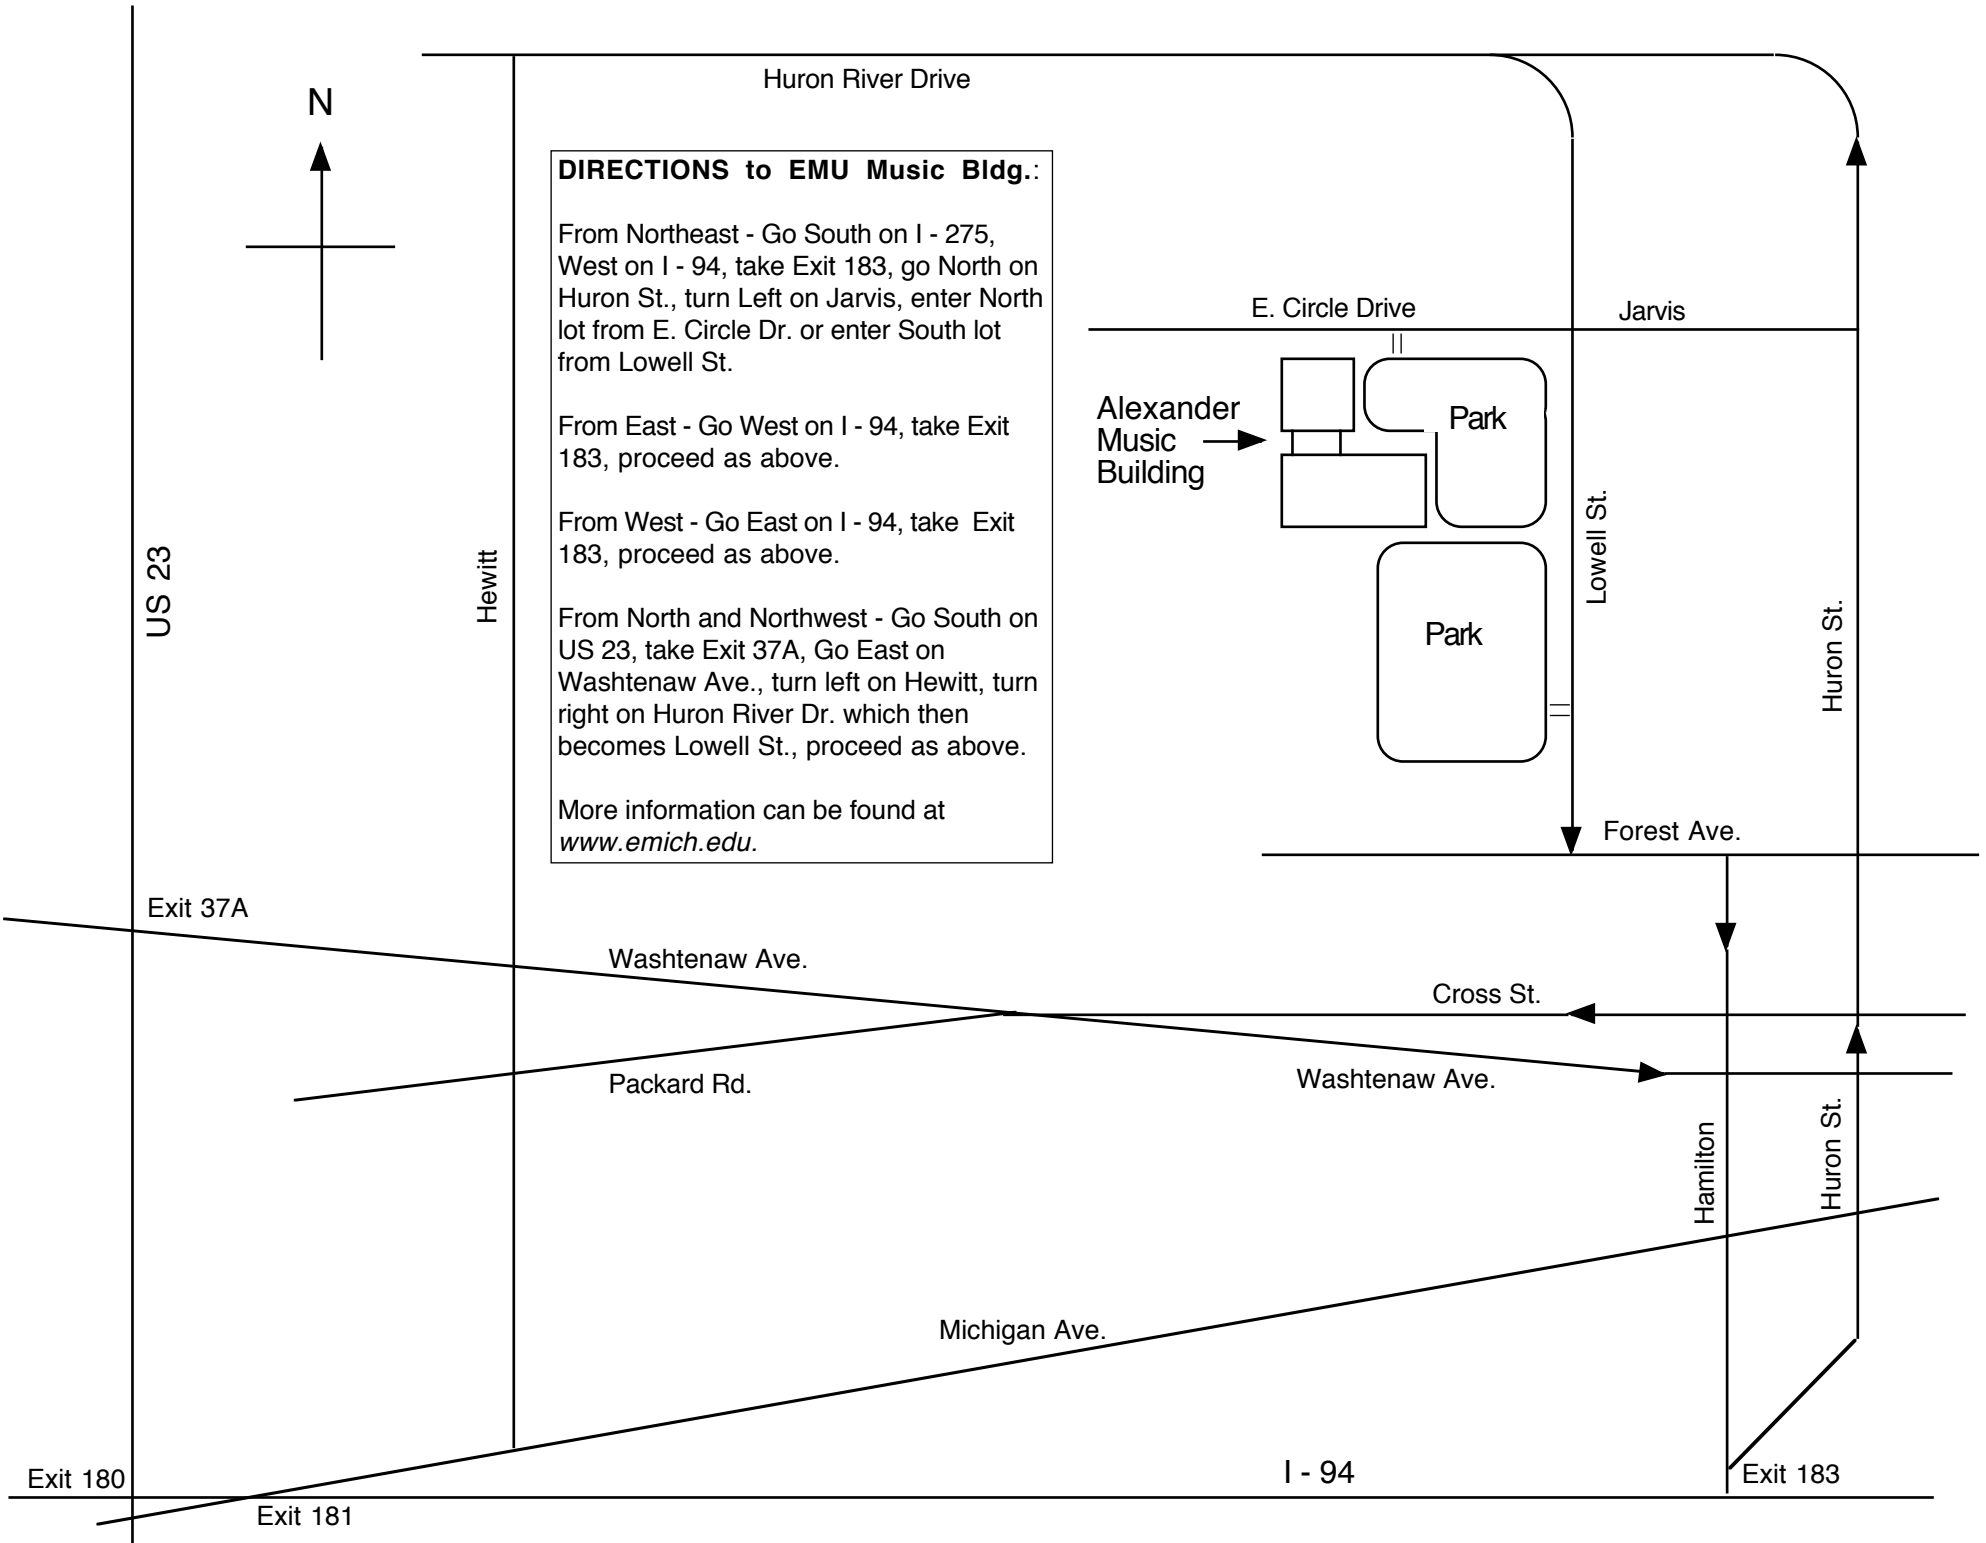 Huron River Drive
N
DIRECTIONS to EMU Music Bldg.:
From Northeast - Go South on I - 275,
West on I - 94, take Exit 183, go North on
Huron St., turn Left on Jarvis, enter North
lot from E. Circle Dr. or enter South lot
from Lowell St.
From East - Go West on I - 94, take Exit
183, proceed as above.
From West - Go East on I - 94, take Exit
183, proceed as above.
From North and Northwest - Go South on
US 23, take Exit 37A, Go East on
Washtenaw Ave., turn left on Hewitt, turn
right on Huron River Dr. which then
becomes Lowell St., proceed as above.
More information can be found at
www.emich.edu.
E. Circle Drive
Jarvis
Alexander
Music
Building
Park
Park
Lowell St.
Huron St.
US 23
Hewitt
Forest Ave.
Exit 37A
Washtenaw Ave.
Cross St.
Packard Rd.
Washtenaw Ave.
Hamilton
Huron St.
Michigan Ave.
I - 94
Exit 180
Exit 183
Exit 181